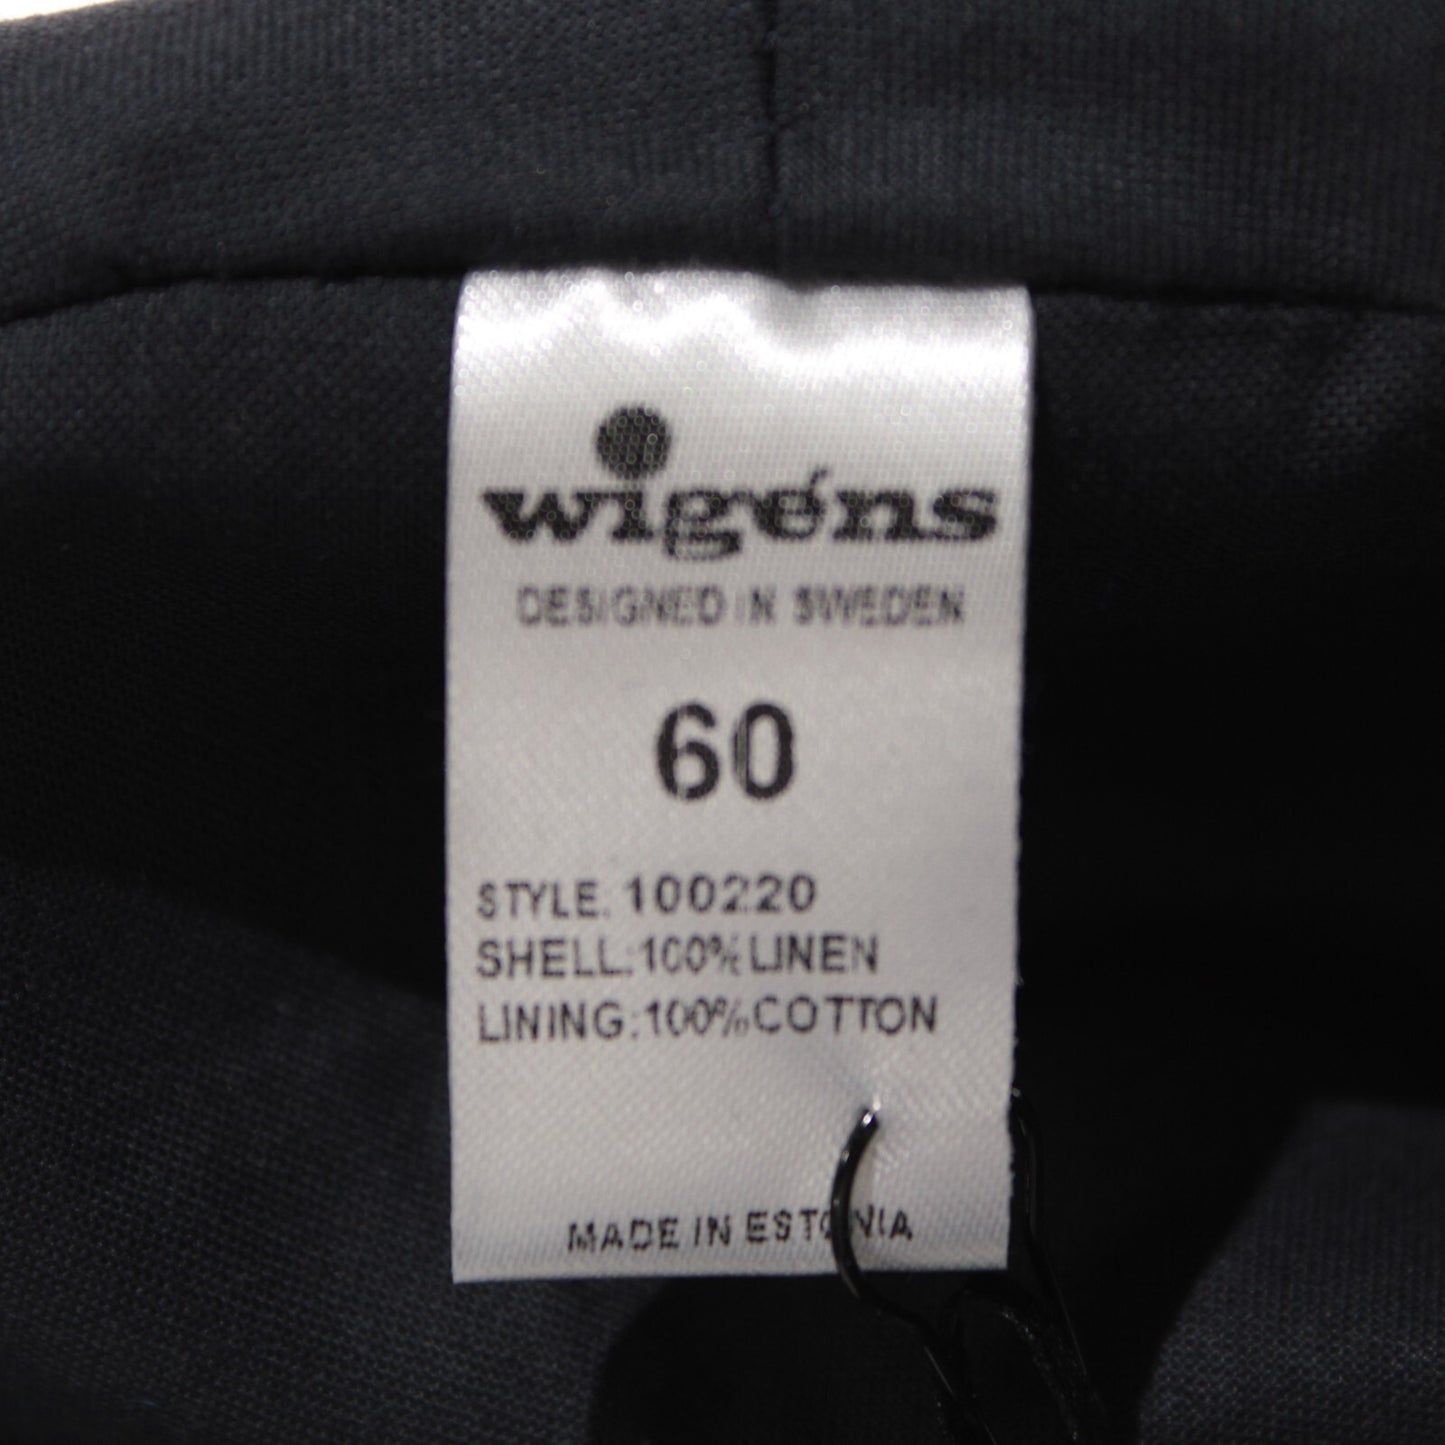 wigéns
DESIGNED IN SWEDEN
60
STYLE: 100220
SHELL:100% LINEN
LINING:100%COTTON
MADE IN ESTONIA